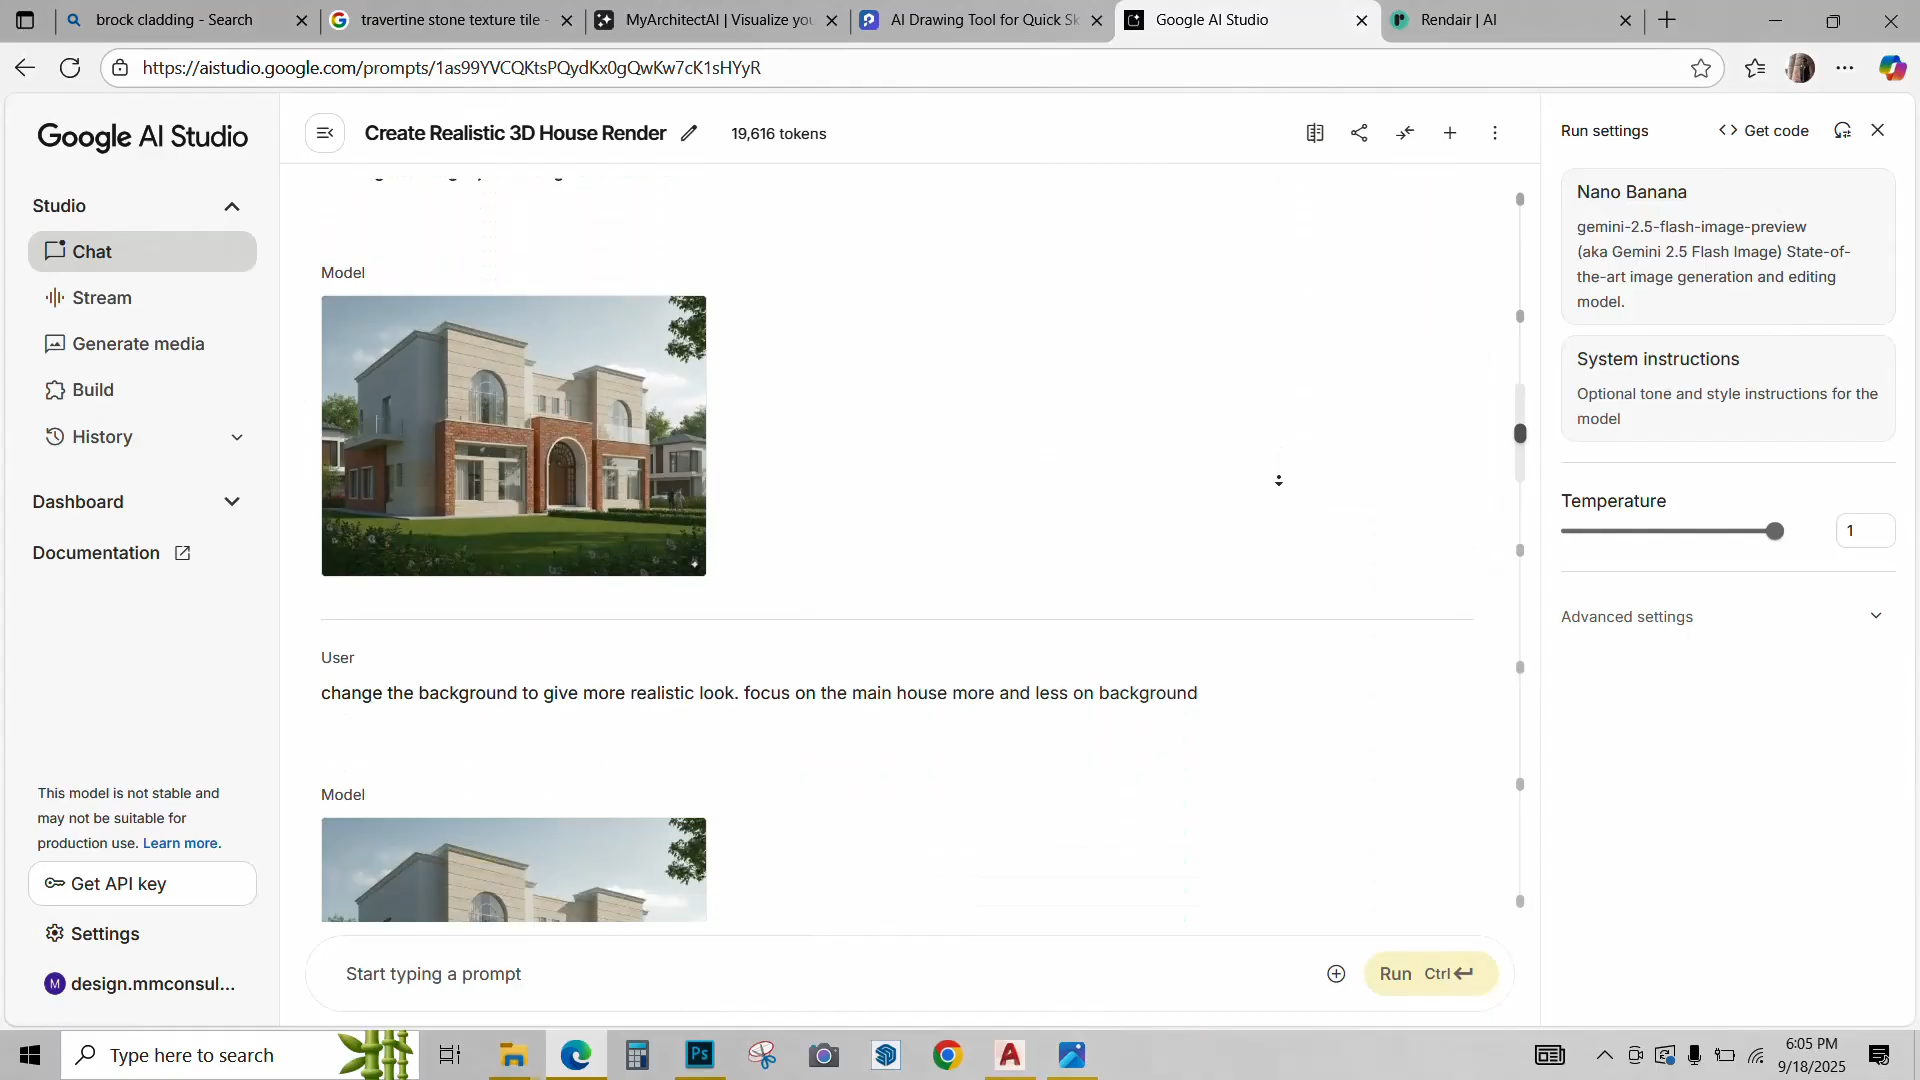 brock cladding - Search
travertine stone texture tile -
MyArchitectAI | Visualize you
AI Drawing Tool for Quick Sk
Google AI Studio
Rendair | AI
https://aistudio.google.com/prompts/1as99YVCQKtsPQydKx0gQwKw7cK1sHYyR
Google AI Studio
Create Realistic 3D House Render
19,616 tokens
Run settings
Get code
Studio
Chat
Stream
Generate media
Build
History
Dashboard
Documentation
Model
User
change the background to give more realistic look. focus on the main house more and less on background
Model
Nano Banana
gemini-2.5-flash-image-preview
(aka Gemini 2.5 Flash Image) State-of-
the-art image generation and editing
model.
System instructions
Optional tone and style instructions for the
model
Temperature
1
Advanced settings
This model is not stable and
may not be suitable for
production use. Learn more.
Get API key
Settings
M
design.mmconsul...
Start typing a prompt
Run Ctrl
Type here to search
Ps
A
6:05 PM
9/18/2025